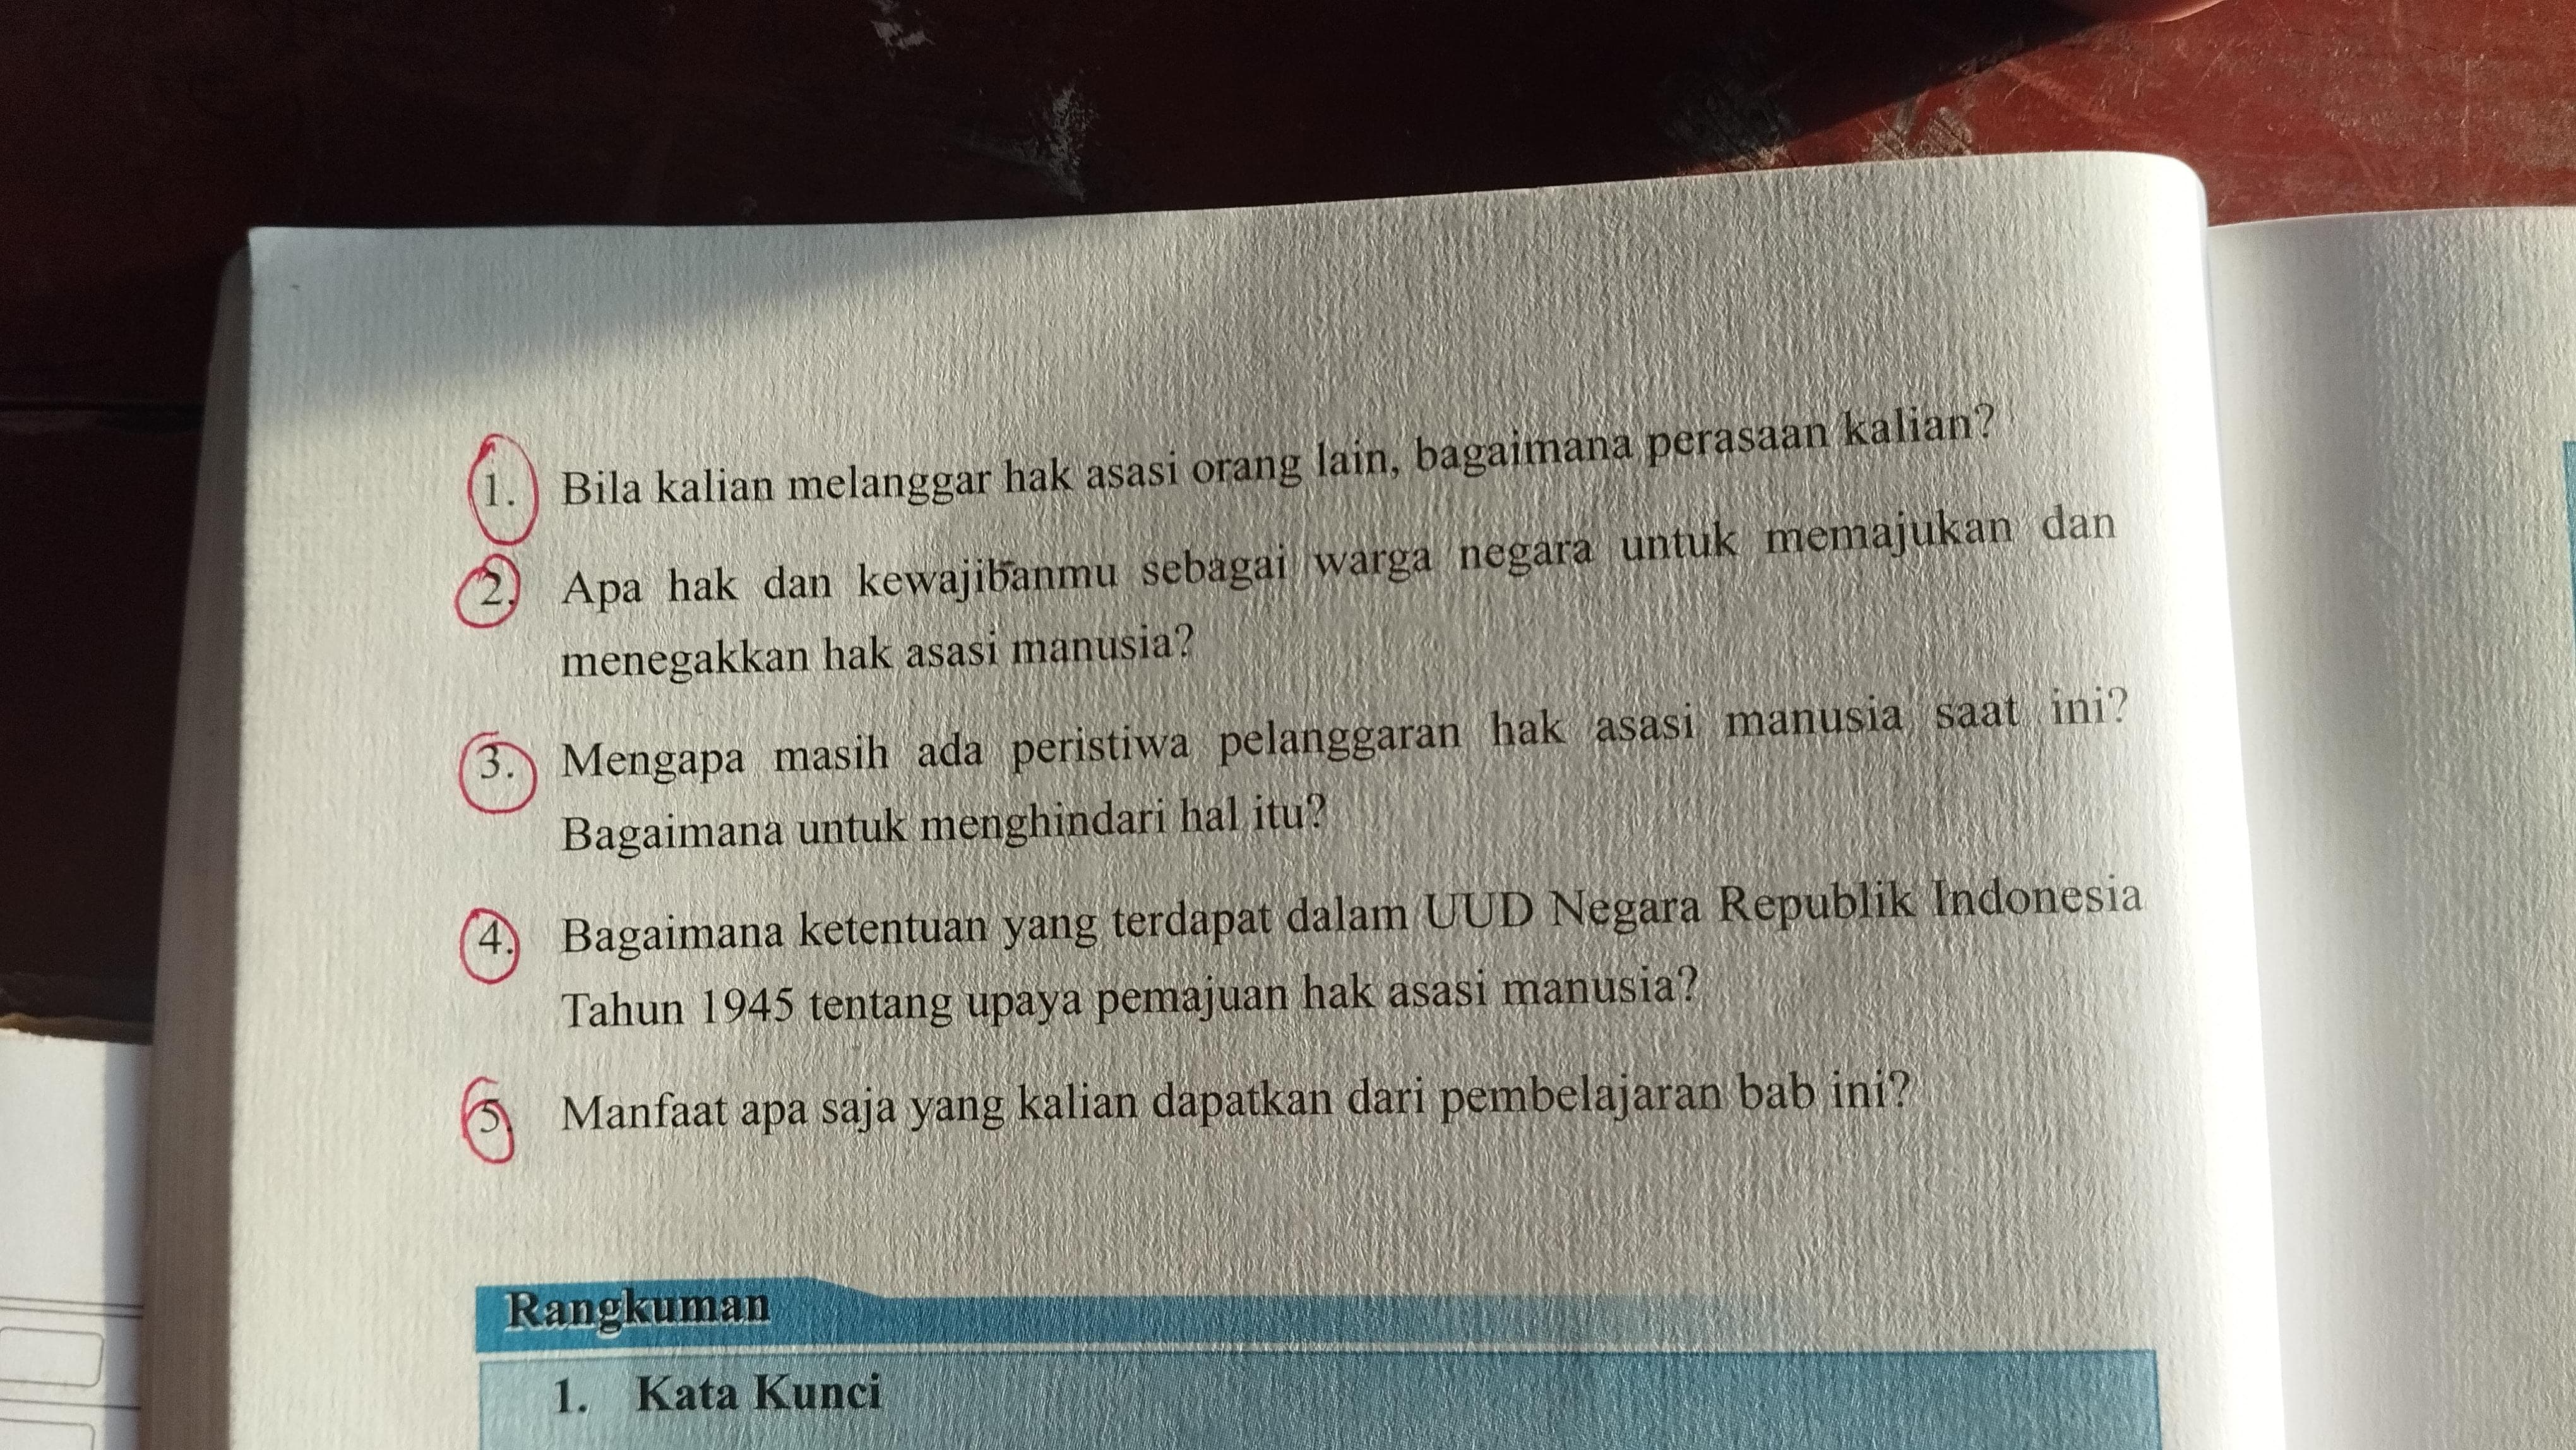 1. Bila kalian melanggar hak asasi orang lain, bagaimana perasaan kalian?
2. Apa hak dan kewajibanmu sebagai warga negara untuk memajukan dan
menegakkan hak asasi manusia?
3. Mengapa masih ada peristiwa pelanggaran hak asasi manusia saat ini?
Bagaimana untuk menghindari hal itu?
4. Bagaimana ketentuan yang terdapat dalam UUD Negara Republik Indonesia
Tahun 1945 tentang upaya pemajuan hak asasi manusia?
5. Manfaat apa saja yang kalian dapatkan dari pembelajaran bab ini?
Rangkuman
1. Kata Kunci